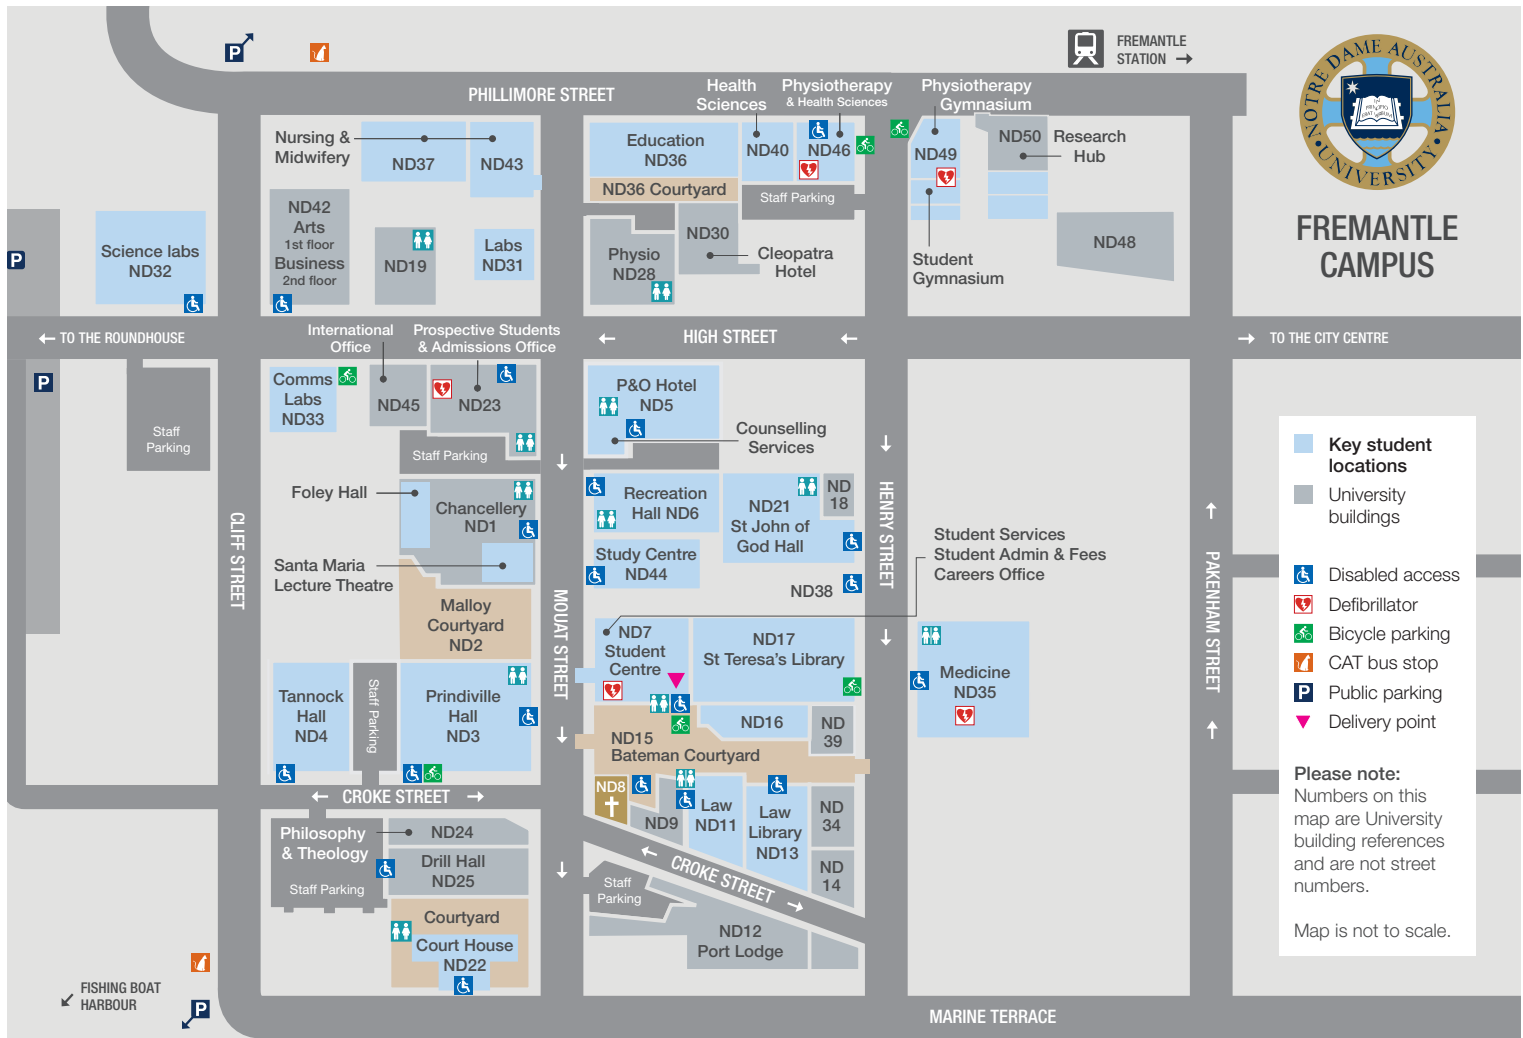 FREMANTLE
STATION →
NOTRE DAME AUSTRALIA
• UNIVERSITY •
IN
PRINCIPIO
ERAT VERBUM
FREMANTLE
CAMPUS
P
PHILLIMORE STREET
Health
Sciences
Physiotherapy
& Health Sciences
Physiotherapy
Gymnasium
Nursing &
Midwifery
ND37
ND43
Education
ND36
ND36 Courtyard
ND40
ND46
Staff Parking
ND49
ND50
Research
Hub
Student
Gymnasium
ND48
P
Science labs
ND32
ND42
Arts
1st floor
Business
2nd floor
ND19
Labs
ND31
Physio
ND28
ND30
Cleopatra
Hotel
← TO THE ROUNDHOUSE
International
Office
Prospective Students
& Admissions Office
← HIGH STREET ←
→ TO THE CITY CENTRE
P
Staff
Parking
Comms
Labs
ND33
ND45
ND23
Staff Parking
P&O Hotel
ND5
Counselling
Services
CLIFF STREET
MOUAT STREET
HENRY STREET
PAKENHAM STREET
Foley Hall
Chancellery
ND1
Santa Maria
Lecture Theatre
Malloy
Courtyard
ND2
Recreation
Hall ND6
ND21
St John of
God Hall
ND
18
Study Centre
ND44
ND38
Student Services
Student Admin & Fees
Careers Office
ND7
Student
Centre
ND17
St Teresa's Library
Medicine
ND35
Tannock
Hall
ND4
Staff Parking
Prindiville
Hall
ND3
ND15
Bateman Courtyard
ND16
ND
39
ND8
ND9
Law
ND11
Law
Library
ND13
ND
34
ND
14
← CROKE STREET →
← CROKE STREET →
Philosophy
& Theology
Staff Parking
ND24
Drill Hall
ND25
Courtyard
Court House
ND22
Staff
Parking
ND12
Port Lodge
↙ FISHING BOAT
HARBOUR
P
MARINE TERRACE
Key student
locations
University
buildings
Disabled access
Defibrillator
Bicycle parking
CAT bus stop
P Public parking
Delivery point
Please note:
Numbers on this
map are University
building references
and are not street
numbers.
Map is not to scale.